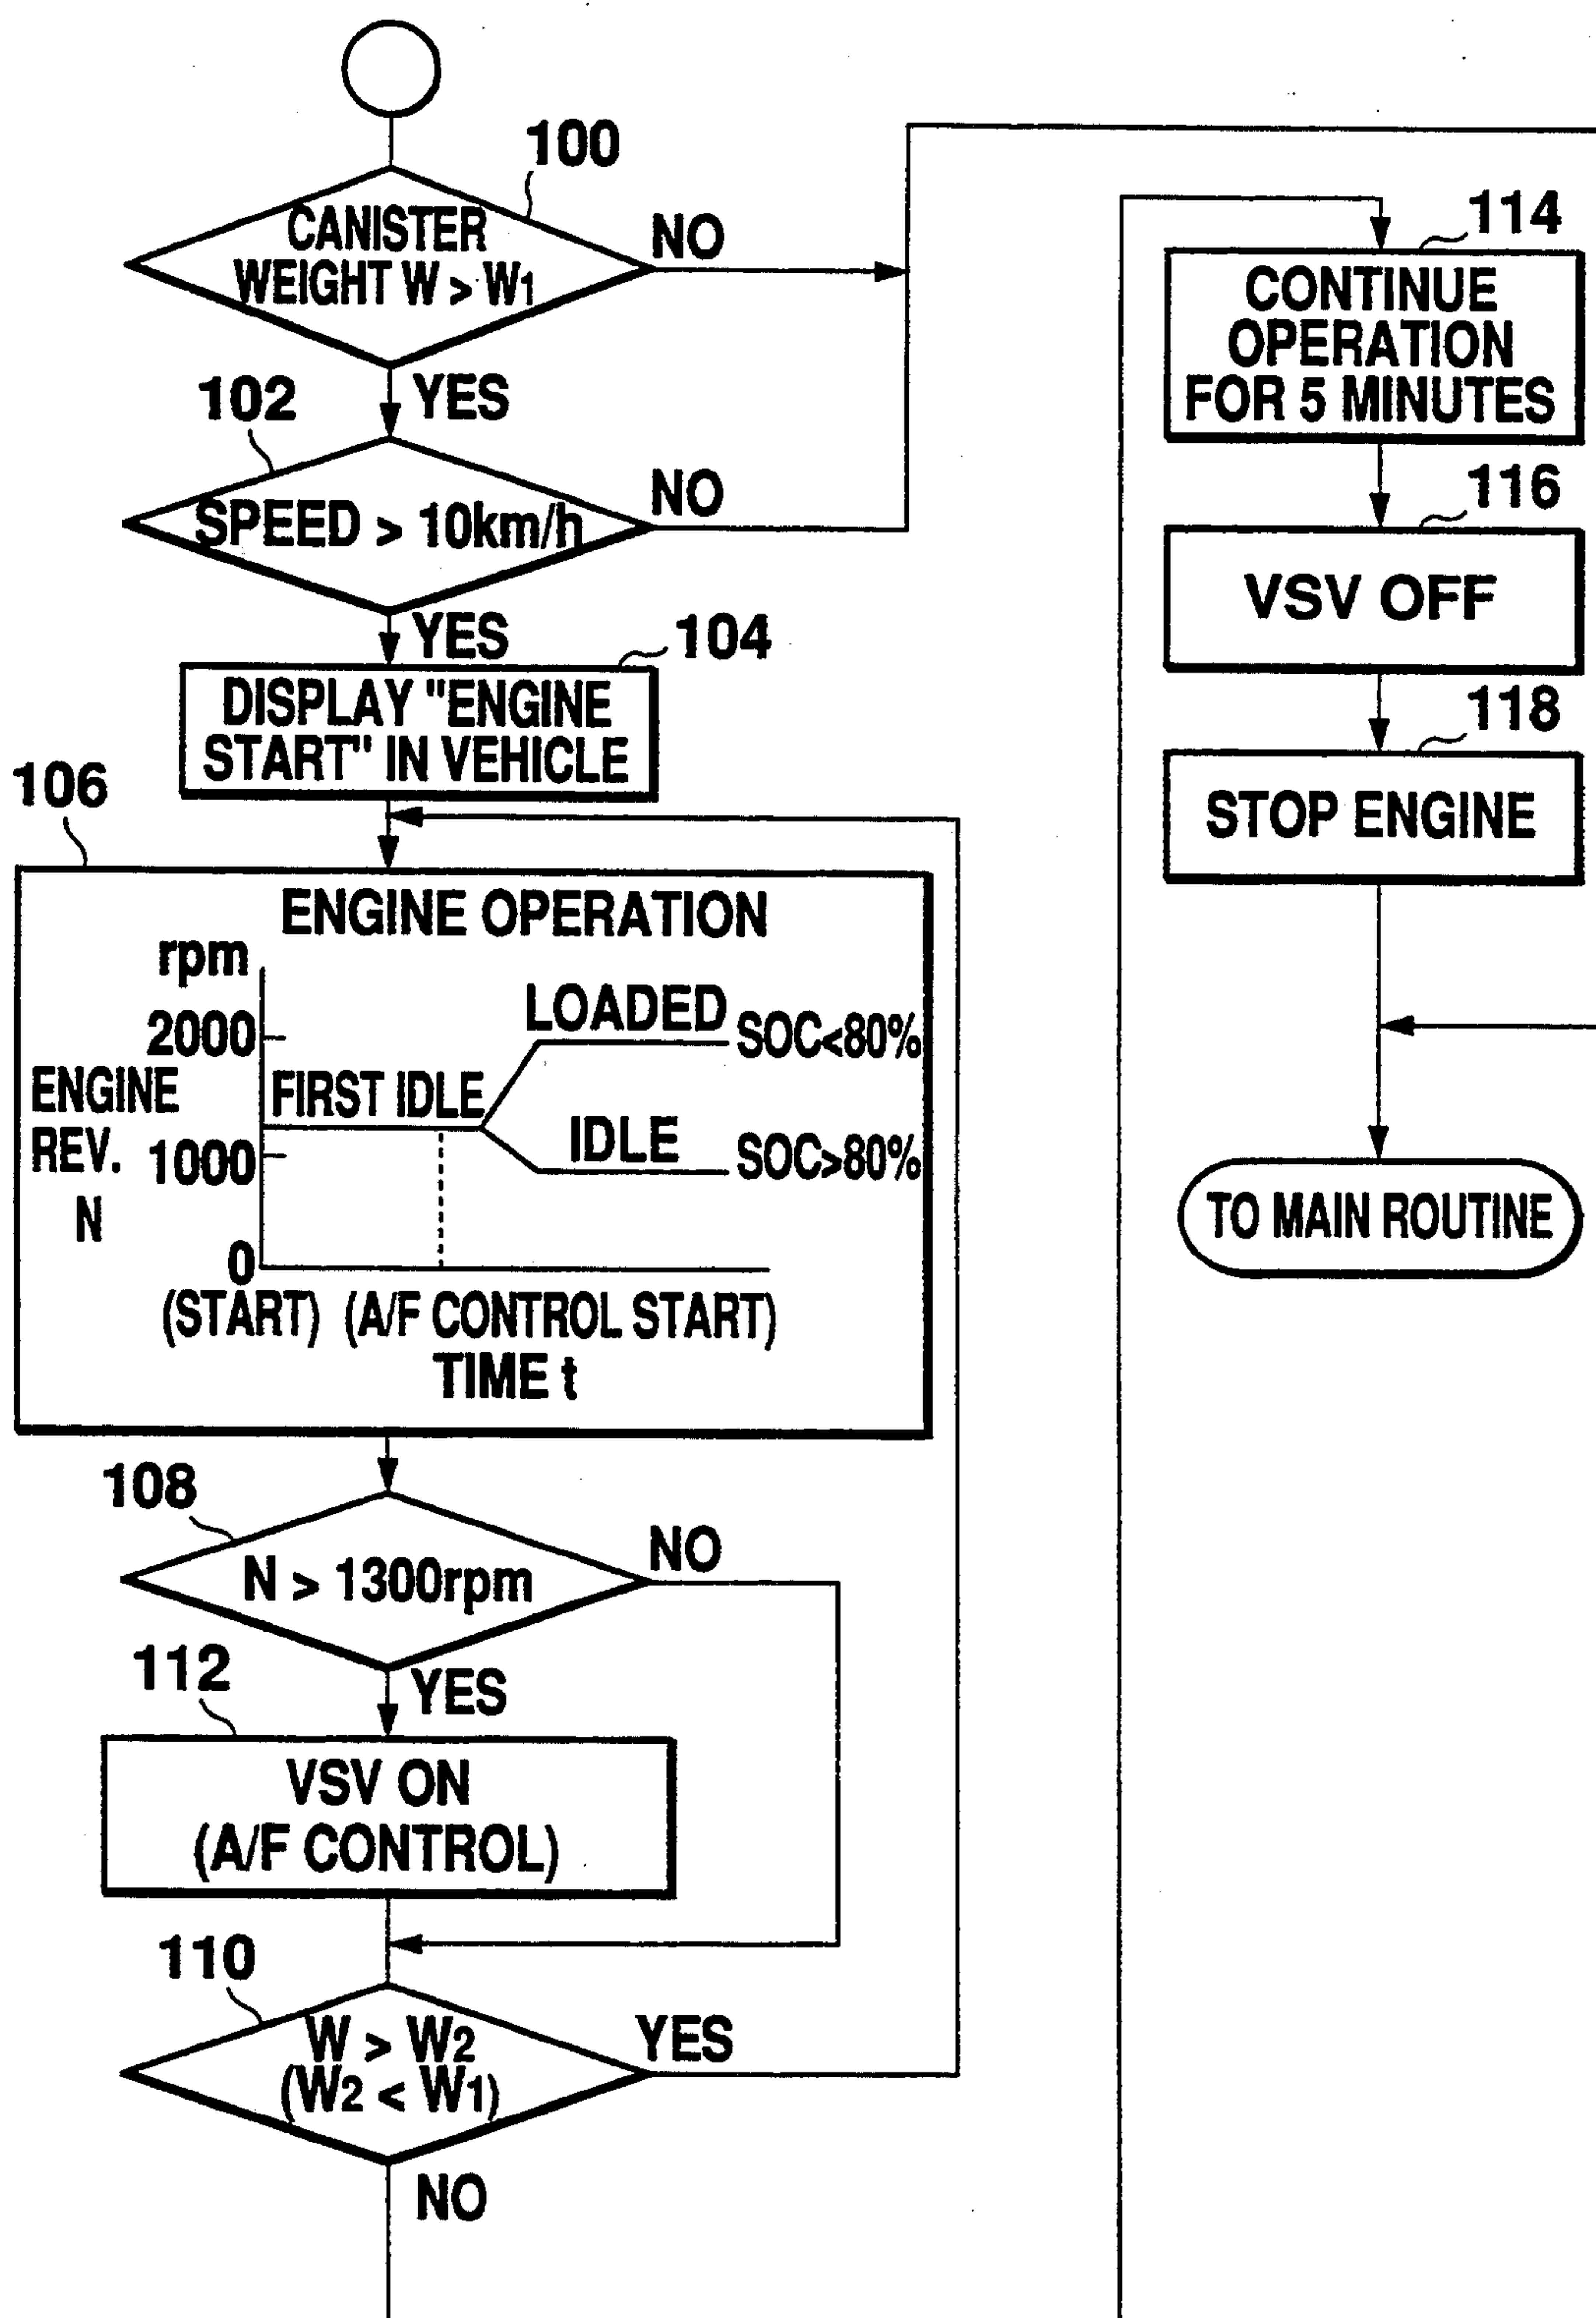 100
CANISTER
WEIGHT W > W1
NO
YES
102
SPEED > 10km/h
NO
YES
104
DISPLAY "ENGINE
START" IN VEHICLE
106
ENGINE OPERATION
rpm
2000
ENGINE
REV.
N
1000
0
FIRST IDLE
LOADED
SOC<80%
IDLE
SOC>80%
(START) (A/F CONTROL START)
TIME t
108
N > 1300rpm
NO
YES
112
VSV ON
(A/F CONTROL)
110
W > W2
(W2 < W1)
YES
NO
114
CONTINUE
OPERATION
FOR 5 MINUTES
116
VSV OFF
118
STOP ENGINE
TO MAIN ROUTINE